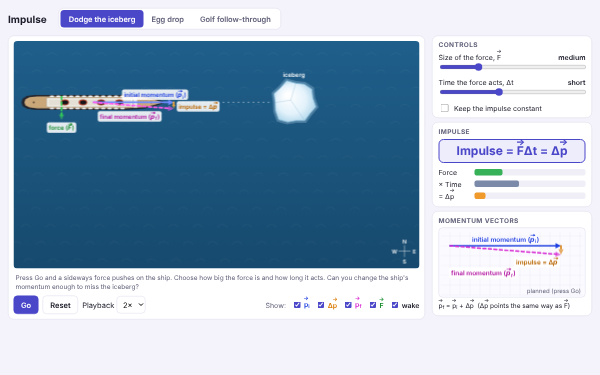 Impulse Dodge the iceberg Egg drop Golf follow-through
iceberg
initial momentum (p⃗ᵢ)
impulse = Δp⃗
final momentum (p⃗f)
force (F⃗)
N
W E
S
Press Go and a sideways force pushes on the ship. Choose how big the force is and how long it acts. Can you change the ship's
momentum enough to miss the iceberg?
Go Reset Playback 2× Show: p⃗ᵢ Δp⃗ p⃗f F⃗ wake
CONTROLS
Size of the force, F⃗ medium
Time the force acts, Δt short
Keep the impulse constant
IMPULSE
Impulse = F⃗Δt = Δp⃗
Force
× Time
= Δp⃗
MOMENTUM VECTORS
initial momentum (p⃗ᵢ)
impulse = Δp⃗
final momentum (p⃗f)
planned (press Go)
p⃗f = p⃗ᵢ + Δp⃗ (Δp⃗ points the same way as F⃗)